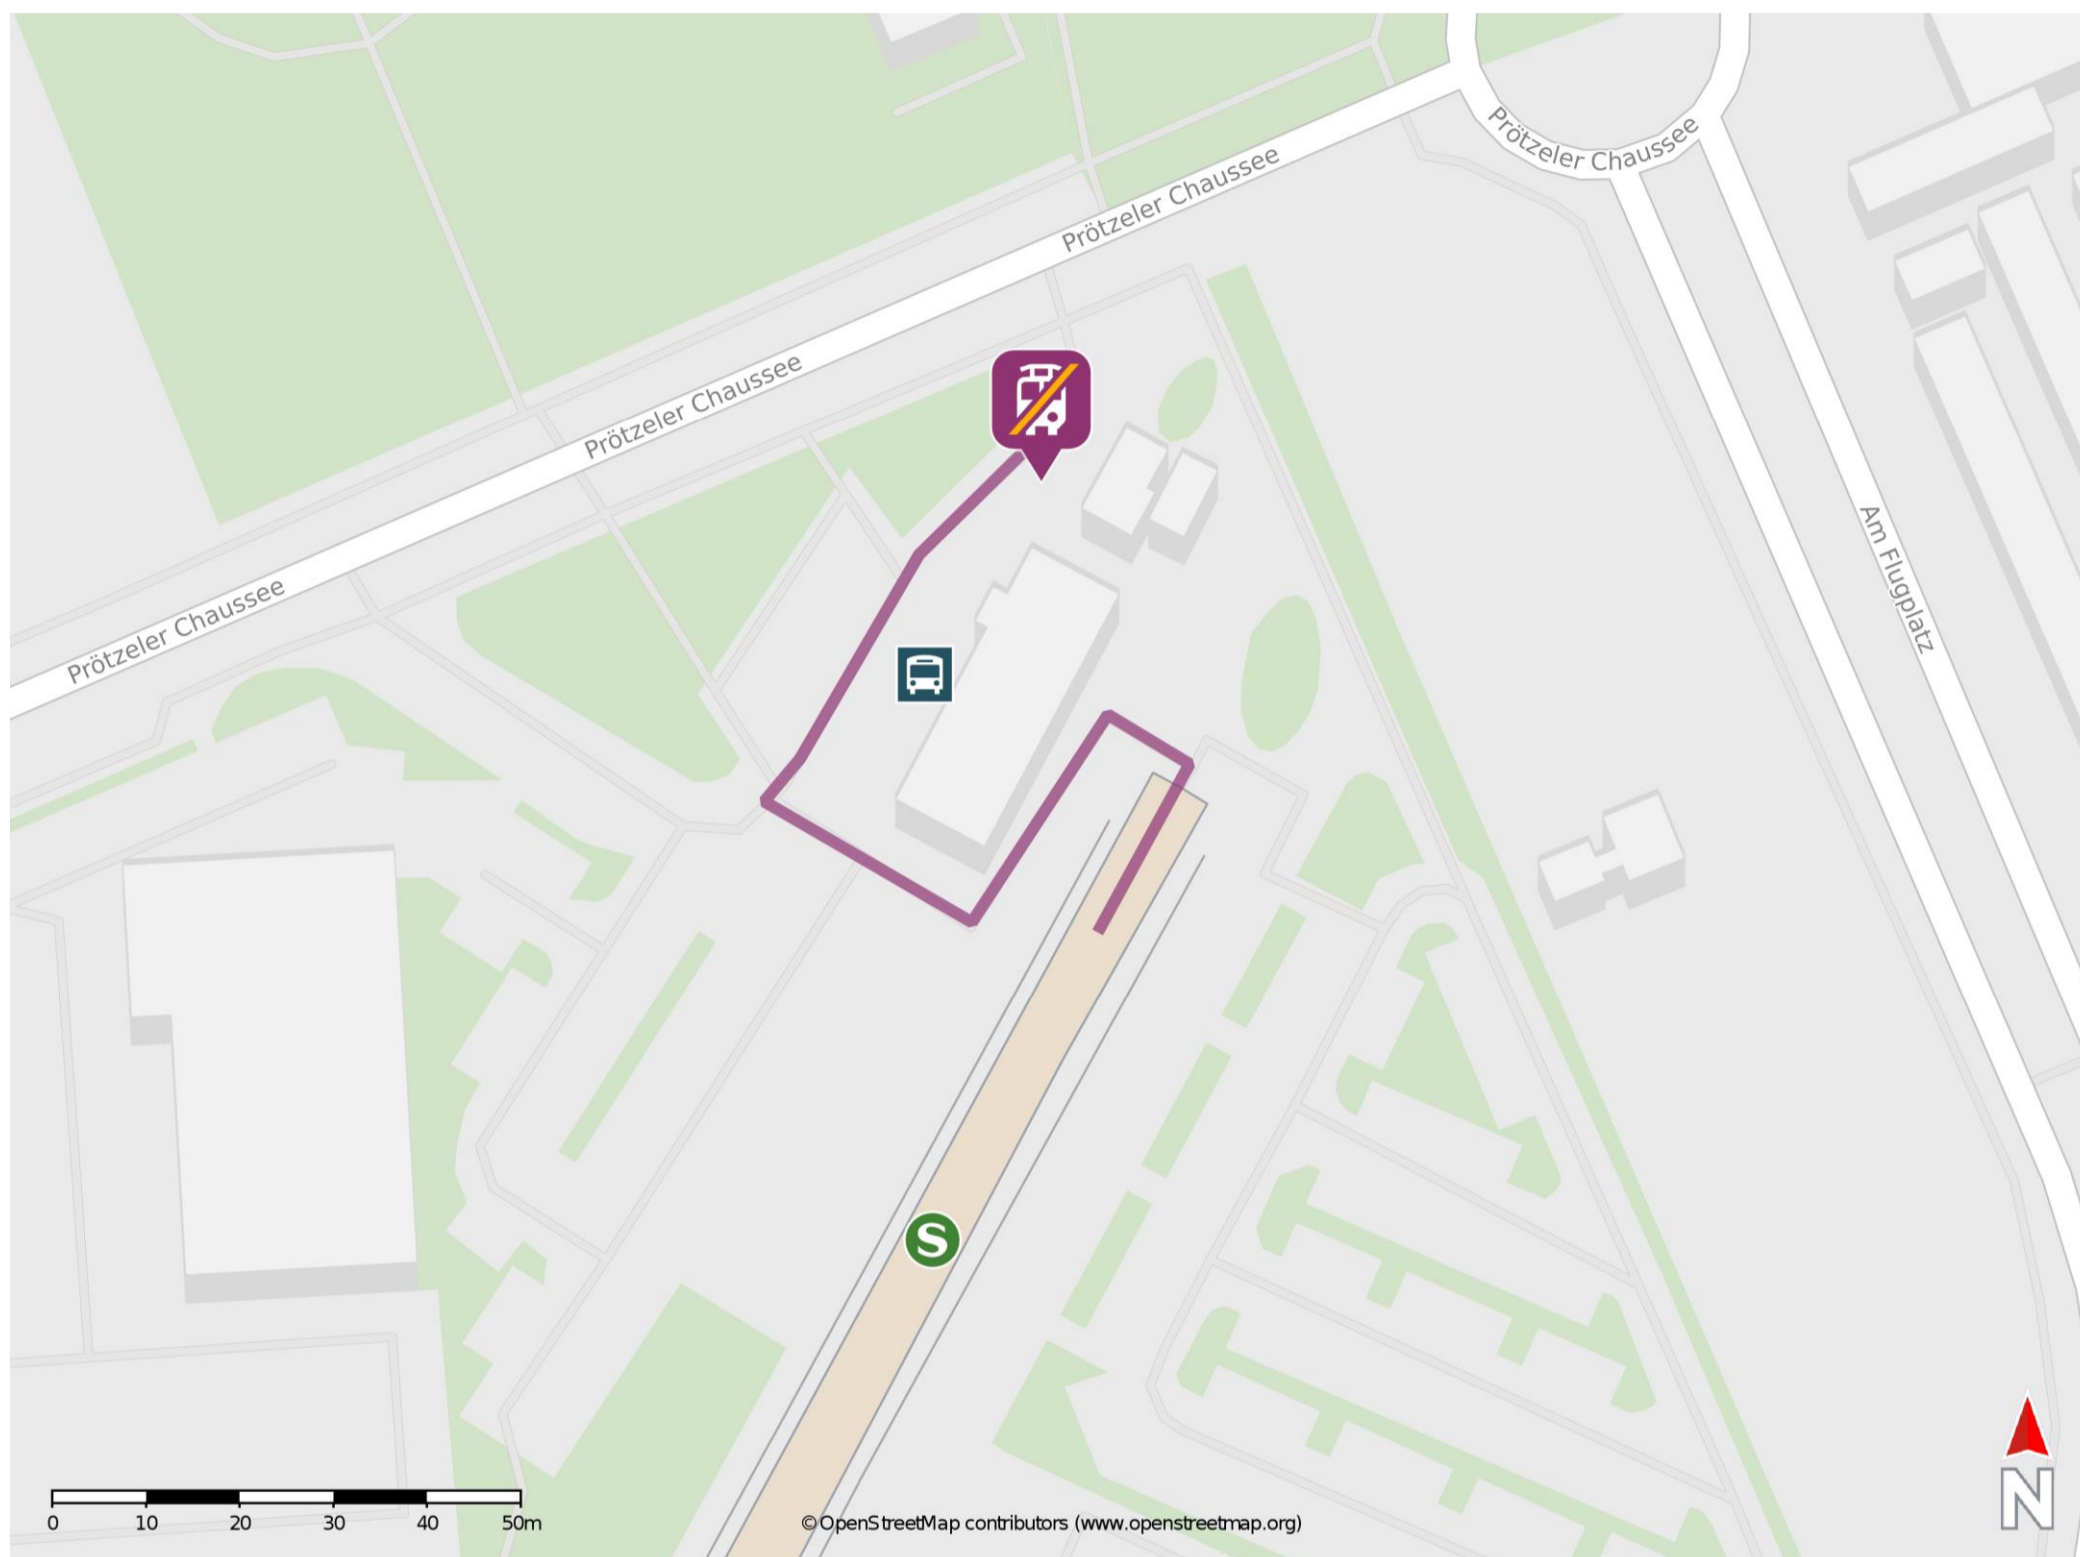 Prötzeler Chaussee
Prötzeler Chaussee
Prötzeler Chaussee
Prötzeler Chaussee
Am Flugplatz
S
0 10 20 30 40 50m
©OpenStreetMap contributors (www.openstreetmap.org)
N